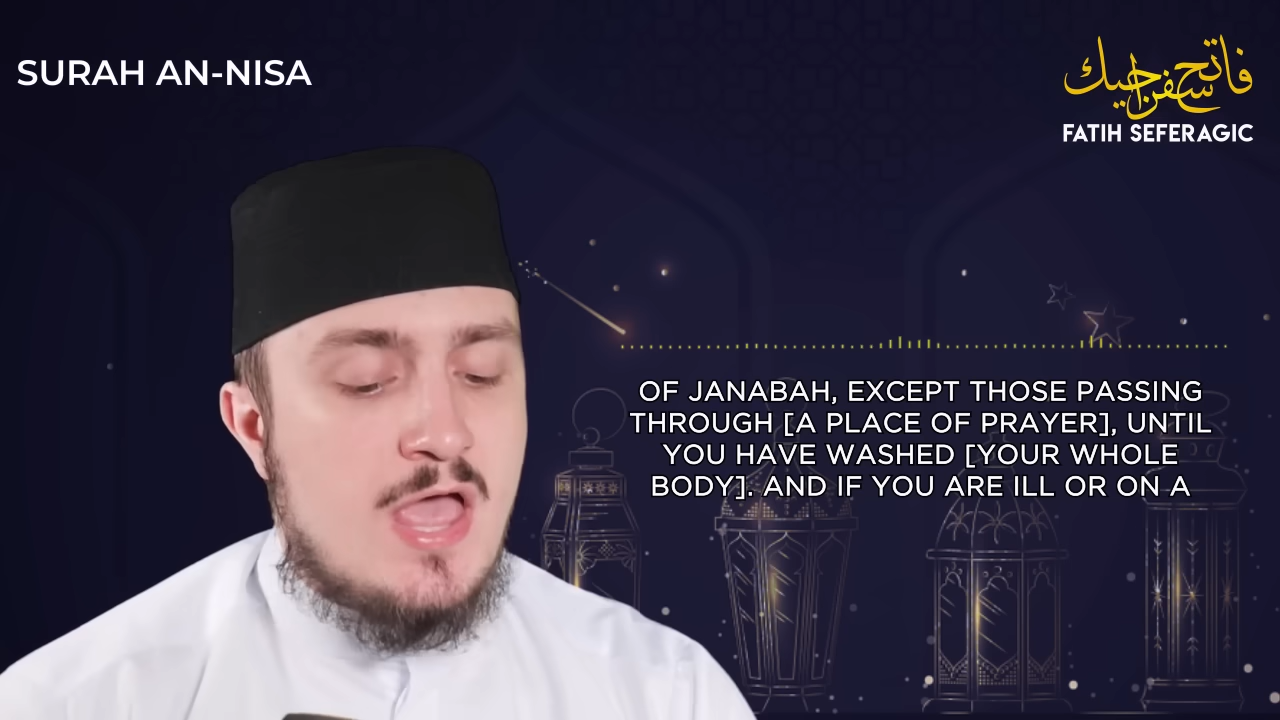 SURAH AN-NISA
فاتح سفراجيك
FATIH SEFERAGIC
OF JANABAH, EXCEPT THOSE PASSING
THROUGH [A PLACE OF PRAYER], UNTIL
YOU HAVE WASHED [YOUR WHOLE
BODY]. AND IF YOU ARE ILL OR ON A